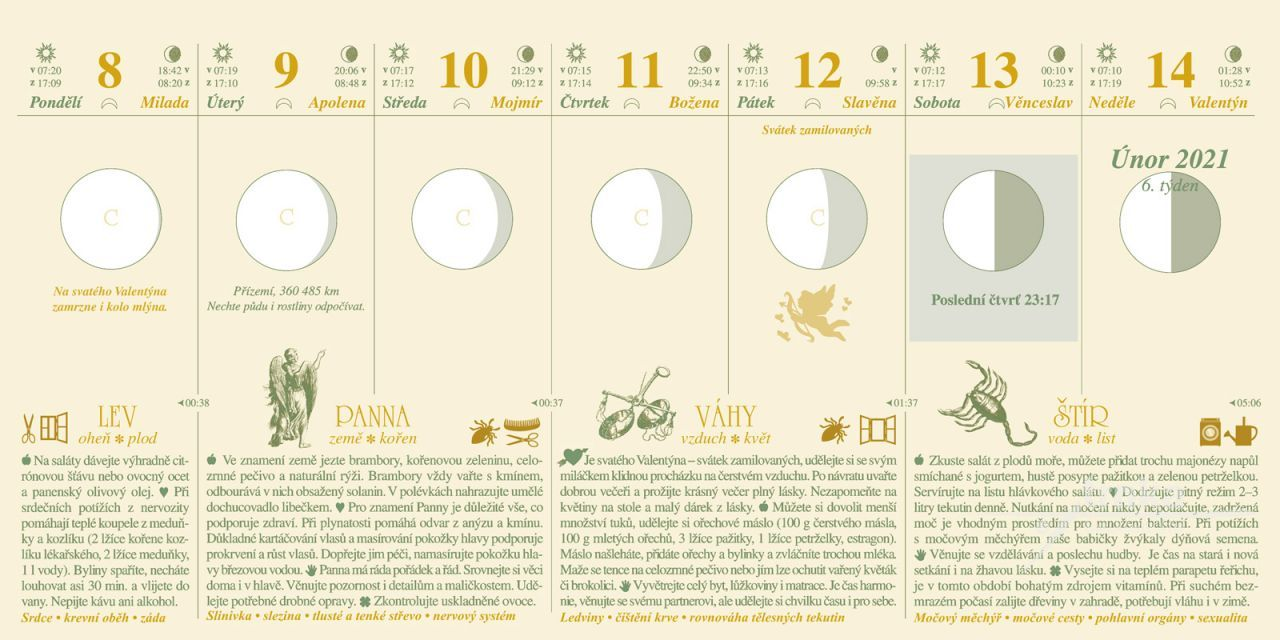 v 07:20
z 17:09
8
18:42 v
08:20 z
Pondělí
Milada
v 07:19
z 17:10
9
20:06 v
08:48 z
Úterý
Apolena
v 07:17
z 17:12
10
21:29 v
09:12 z
Středa
Mojmír
v 07:15
z 17:14
11
22:50 v
09:34 z
Čtvrtek
Božena
v 07:13
z 17:16
12
v
09:58 z
Pátek
Slavěna
v 07:12
z 17:17
13
00:10 v
10:23 z
Sobota
Věnceslav
v 07:10
z 17:19
14
01:28 v
10:52 z
Neděle
Valentýn
Svátek zamilovaných
Únor 2021
6. týden
C
C
C
C
C
Na svatého Valentýna
zamrzne i kolo mlýna.
Přízemí, 360 485 km
Nechte půdu i rostliny odpočívat.
Poslední čtvrť 23:17
00:38
LEV
oheň ✻ plod
Na saláty dávejte výhradně cit-
rónovou šťávu nebo ovocný ocet
a panenský olivový olej. ♥ Při
srdečních potížích z nervozity
pomáhají teplé koupele z meduň-
ky a kozlíku (2 lžíce kořene koz-
líku lékařského, 2 lžíce meduňky,
1 l vody). Byliny spařte, necháte
louhovat asi 30 min. a vlijete do
vany. Nepijte kávu ani alkohol.
Srdce • krevní oběh • záda
00:37
PANNA
země ✻ kořen
Ve znamení země jezte brambory, kořenovou zeleninu, celo-
zrnné pečivo a naturální rýži. Brambory vždy vařte s kmínem,
odbourává v nich obsažený solanin. V polévkách nahrazujte umělé
dochucovadlo libečkem. ♥ Pro znamení Panny je důležité vše, co
podporuje zdraví. Při plynatosti pomáhá odvar z anýzu a kmínu.
Důkladné kartáčování vlasů a masírování pokožky hlavy podporuje
prokrvení a růst vlasů. Dopřejte jim péči, namasírujte pokožku hla-
vy březovou vodou. Panna má ráda pořádek a řád. Srovnejte si věci
doma i v hlavě. Věnujte pozornost i detailům a maličkostem. Udě-
lejte potřebné drobné opravy. Zkontrolujte uskladněné ovoce.
Slinivka • slezina • tlusté a tenké střevo • nervový systém
01:37
VÁHY
vzduch ✻ květ
Je svatého Valentýna – svátek zamilovaných, udělejte si se svým
miláčkem klidnou procházku na čerstvém vzduchu. Po návratu uvařte
dobrou večeři a prožijte krásný večer plný lásky. Nezapomeňte na
květiny na stole a malý dárek z lásky. Můžete si dovolit menší
množství tuků, udělejte si ořechové máslo (100 g čerstvého másla,
100 g mletých ořechů, 3 lžíce pažitky, 1 lžíce petrželky, estragon).
Máslo našleháte, přidáte ořechy a bylinky a zvláčníte trochou mléka.
Maže se tence na celozrnné pečivo nebo jím lze ochutit vařený květák
či brokolici. Vyvětrejte celý byt, lůžkoviny i matrace. Je čas harmo-
nie, věnujte se svému partnerovi, ale udělejte si chvilku času i pro sebe.
Ledviny • čištění krve • rovnováha tělesných tekutin
05:06
ŠTÍR
voda ✻ list
Zkuste salát z plodů moře, můžete přidat trochu majonézy napůl
smíchané s jogurtem, hustě posypte pažitkou a zelenou petrželkou.
Servírujte na listu hlávkového salátu. ♥ Dodržujte pitný režim 2–3
litry tekutin denně. Nutkání na močení nikdy nepotlačujte, zadržená
moč je vhodným prostředím pro množení bakterií. Při potížích
s močovým měchýřem naše babičky žvýkaly dýňová semena.
Věnujte se vzdělávání a poslechu hudby. Je čas na stará i nová
setkání i na žhavou lásku. Vysejte si na teplém parapetu řeřichu,
je v tomto období bohatým zdrojem vitamínů. Při suchém bez-
mrazém počasí zalijte dřeviny v zahradě, potřebují vláhu i v zimě.
Močový měchýř • močové cesty • pohlavní orgány • sexualita